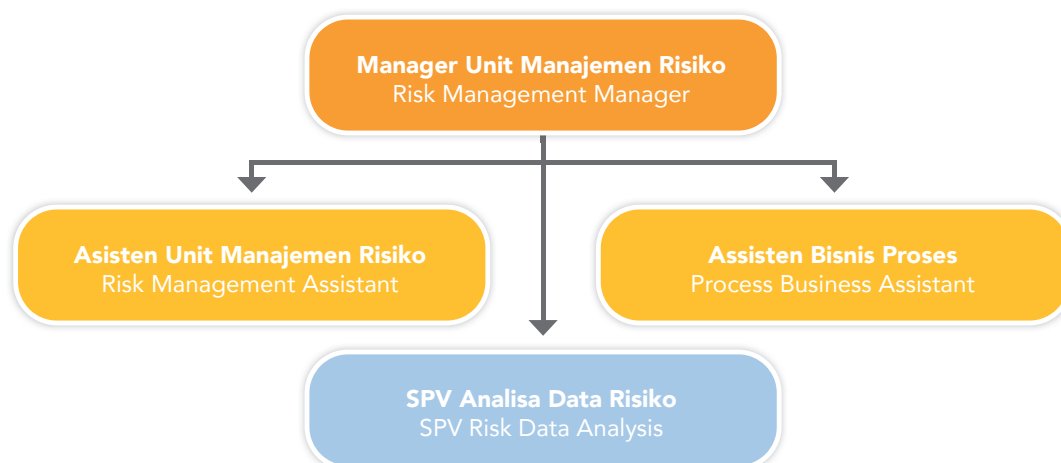 Manager Unit Manajemen Risiko
Risk Management Manager
Asisten Unit Manajemen Risiko
Risk Management Assistant
Assisten Bisnis Proses
Process Business Assistant
SPV Analisa Data Risiko
SPV Risk Data Analysis